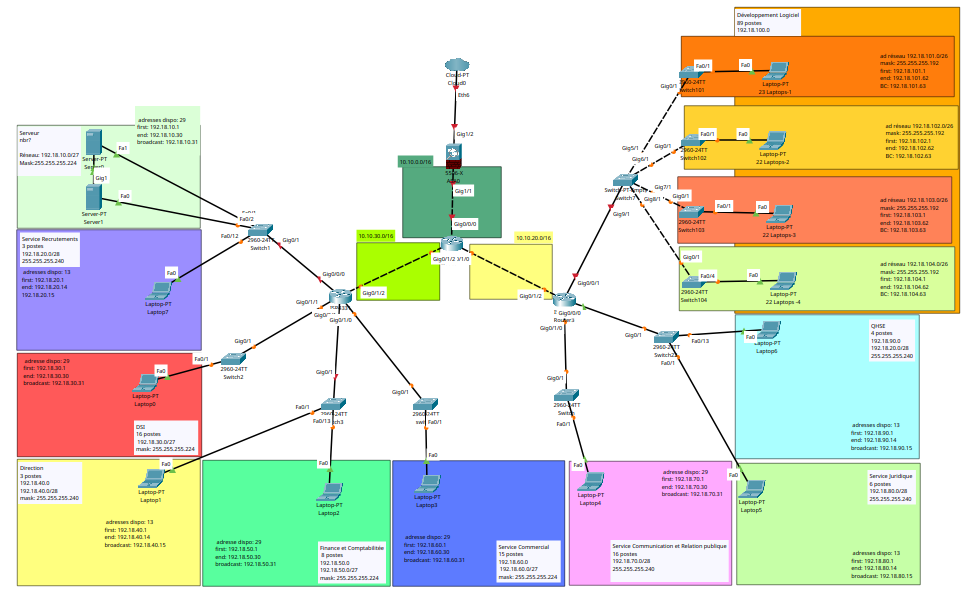 Développement Logiciel
89 postes
192.18.100.0
ad réseau 192.18.101.0/26
mask: 255.255.255.192
first: 192.18.101.1
end: 192.18.101.62
BC: 192.18.101.63
Fa0/1
Fa0
2960-24TT
Switch101
Laptop-PT
23 Laptops-1
Gig0/1
Cloud-PT
Cloud0
Eth6
Gig1/2
5506-X
Gig1/1
10.10.0.0/16
Gig0/0/0
ad réseau 192.18.102.0/26
mask: 255.255.255.192
first: 192.18.102.1
end: 192.18.102.62
BC: 192.18.102.63
Fa0/1
Fa0
Gig0/1
2960-24TT
Switch102
Laptop-PT
22 Laptops-2
Gig5/1
Gig6/1
Gig7/1
Gig8/1
Gig9/1
Switch7
ad réseau 192.18.103.0/26
mask: 255.255.255.192
first: 192.18.103.1
end: 192.18.103.62
BC: 192.18.103.63
Gig0/1
Fa0/1
Fa0
2960-24TT
Switch103
Laptop-PT
22 Laptops-3
ad réseau 192.18.104.0/26
mask: 255.255.255.192
first: 192.18.104.1
end: 192.18.104.62
BC: 192.18.104.63
Gig0/1
Fa0/4
Fa0
2960-24TT
Switch104
Laptop-PT
22 Laptops -4
adresses dispo: 29
first: 192.18.10.1
end: 192.18.10.30
broadcast: 192.18.10.31
Serveur
nbr?
Réseau: 192.18.10.0/27
Mask:255.255.255.224
Server-PT
Fa1
Gig1
Fa0
Server-PT
Server1
Fa0/2
Fa0/12
2960-24TT
Switch1
Gig0/1
Service Recrutements
3 postes
192.18.20.0/28
255.255.255.240
adresses dispo: 13
first: 192.18.20.1
end: 192.18.20.14
192.18.20.15
Fa0
Laptop-PT
Laptop7
10.10.30.0/16
10.10.20.0/16
Gig0/1/2
Gig0/0/0
Gig0/1/1
Gig0/1/2
Gig0/1/0
Gig0/1/2
Gig0/0/1
Gig0/0/0
Gig0/1/0
Router3
adresse dispo: 29
first: 192.18.30.1
end: 192.18.30.30
broadcast: 192.18.30.31
DSI
16 postes
192.18.30.0/27
mask: 255.255.255.224
Fa0
Laptop-PT
Laptop0
Fa0/1
Gig0/1
2960-24TT
Switch2
Gig0/1
Fa0/1
Fa0/13
Gig0/1
2960-24TT
Fa0/1
Gig0/1
2960-24TT
Fa0/1
Gig0/1
2960-24TT
Fa0/1
Fa0/13
Fa0
Laptop-PT
Laptop6
QHSE
4 postes
192.18.90.0
192.18.20.0/28
255.255.255.240
adresses dispo: 13
first: 192.18.90.1
end: 192.18.90.14
broadcast: 192.18.90.15
Direction
3 postes
192.18.40.0
192.18.40.0/28
mask: 255.255.255.240
Fa0
Laptop-PT
Laptop1
adresses dispo: 13
first: 192.18.40.1
end: 192.18.40.14
broadcast: 192.18.40.15
Fa0
Laptop-PT
Laptop2
adresse dispo: 29
first: 192.18.50.1
end: 192.18.50.30
broadcast: 192.18.50.31
Finance et Comptabilitée
8 postes
192.18.50.0
192.18.50.0/27
mask: 255.255.255.224
Fa0
Laptop-PT
Laptop3
adresse dispo: 29
first: 192.18.60.1
end: 192.18.60.30
broadcast: 192.18.60.31
Service Commercial
15 postes
192.18.60.0
192.18.60.0/27
mask: 255.255.255.224
Fa0
Laptop-PT
Laptop4
adresse dispo: 29
first: 192.18.70.1
end: 192.18.70.30
broadcast: 192.18.70.31
Service Communication et Relation publique
16 postes
192.18.70.0/28
255.255.255.240
Fa0
Laptop-PT
Laptop5
Service Juridique
6 postes
192.18.80.0/28
255.255.255.240
adresses dispo: 13
first: 192.18.80.1
end: 192.18.80.14
broadcast: 192.18.80.15